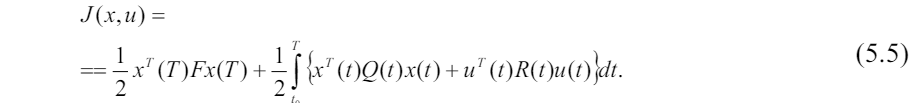 J(x,u) =
== 1/2 x^T(T)Fx(T) + 1/2 ∫_{t_0}^{T} {x^T(t)Q(t)x(t) + u^T(t)R(t)u(t)}dt. (5.5)